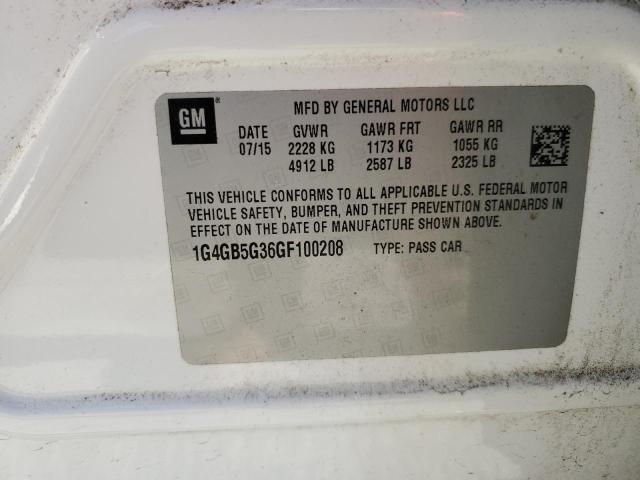 GM ®
MFD BY GENERAL MOTORS LLC
DATE GVWR GAWR FRT GAWR RR
07/15 2228 KG 1173 KG 1055 KG
4912 LB 2587 LB 2325 LB
THIS VEHICLE CONFORMS TO ALL APPLICABLE U.S. FEDERAL MOTOR
VEHICLE SAFETY, BUMPER, AND THEFT PREVENTION STANDARDS IN
EFFECT ON THE DATE OF MANUFACTURE SHOWN ABOVE.
1G4GB5G36GF100208 TYPE: PASS CAR